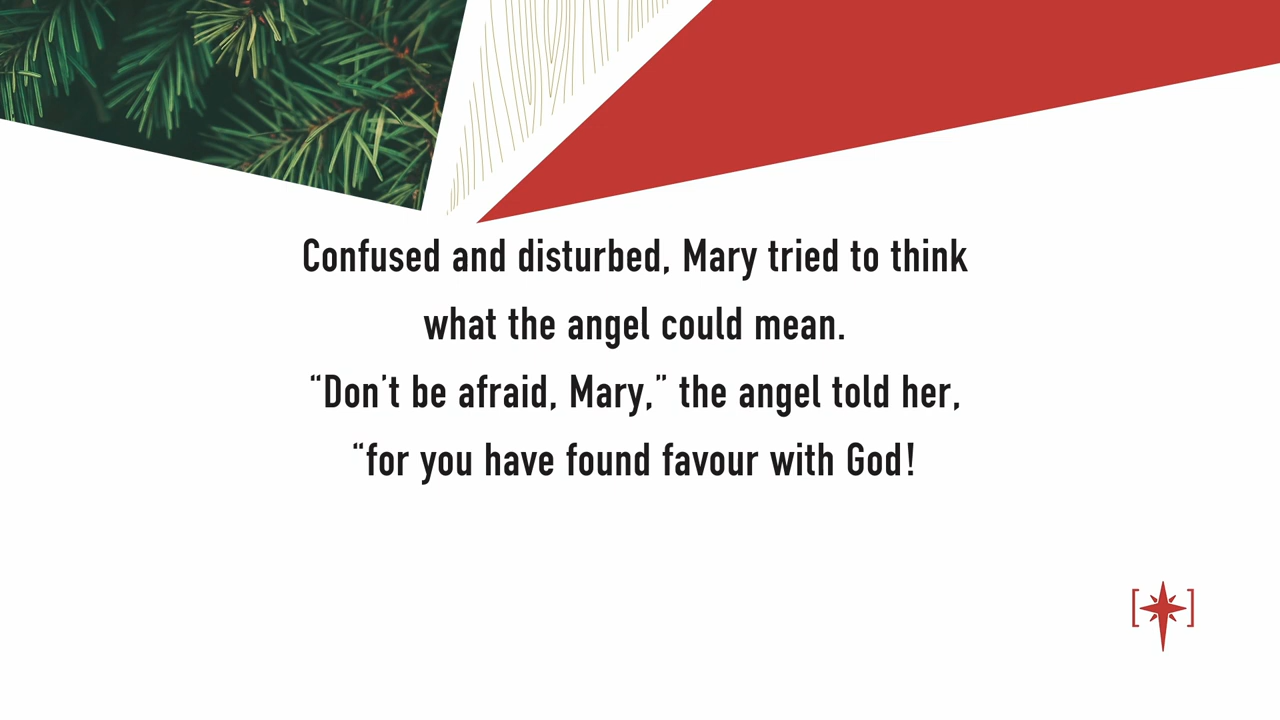 Confused and disturbed, Mary tried to think
what the angel could mean.
“Don’t be afraid, Mary,” the angel told her,
“for you have found favour with God!